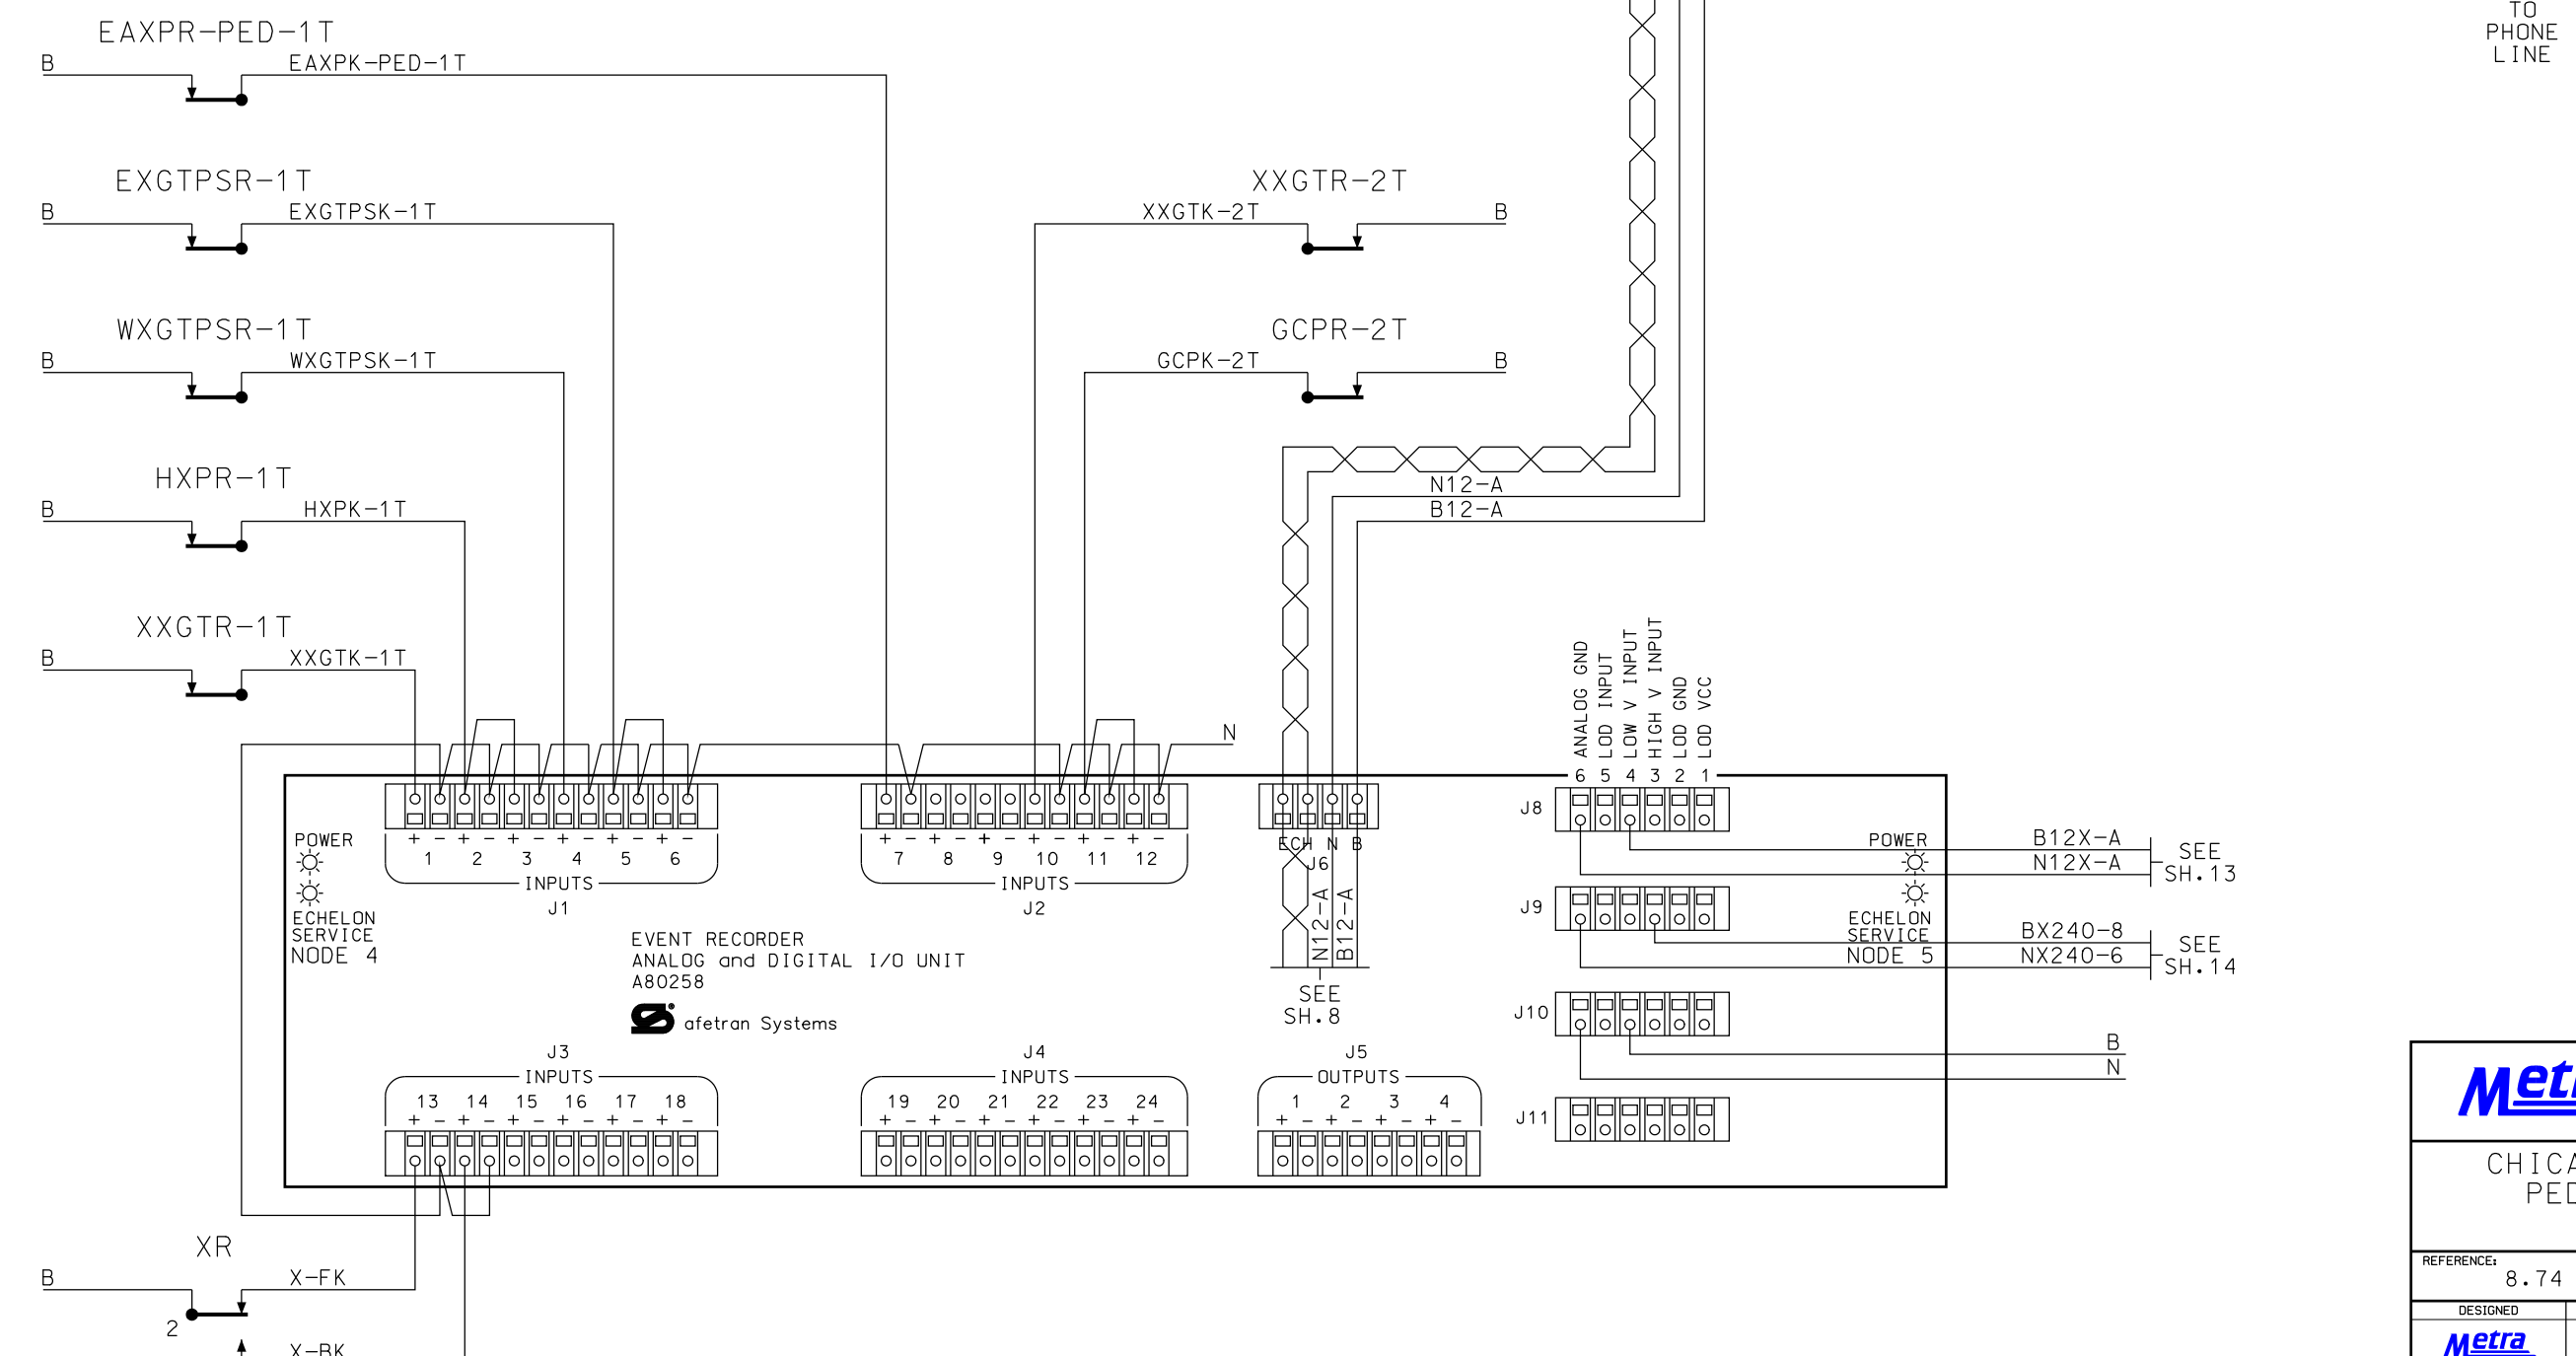 TO
PHONE
LINE
EAXPR-PED-1T
B EAXPK-PED-1T
EXGTPSR-1T
B EXGTPSK-1T
XXGTR-2T
XXGTK-2T B
WXGTPSR-1T
B WXGTPSK-1T
GCPR-2T
GCPK-2T B
HXPR-1T
B HXPK-1T
N12-A
B12-A
XXGTR-1T
B XXGTK-1T
N
ANALOG GND
LOD INPUT
LOW V INPUT
HIGH V INPUT
LOD GND
LOD VCC
6 5 4 3 2 1
J8
+ - + - + - + - + - + -
1 2 3 4 5 6
INPUTS
J1
+ - + - + - + - + - + -
7 8 9 10 11 12
INPUTS
J2
ECH N B
J6
N12-A
B12-A
SEE
SH.8
POWER
ECHELON
SERVICE
NODE 4
EVENT RECORDER
ANALOG and DIGITAL I/O UNIT
A80258
Safetran Systems
POWER
ECHELON
SERVICE
NODE 5
B12X-A
N12X-A
SEE
SH.13
J9
BX240-8
NX240-6
SEE
SH.14
J10
B
N
J11
J3
INPUTS
13 14 15 16 17 18
+ - + - + - + - + - + -
J4
INPUTS
19 20 21 22 23 24
+ - + - + - + - + - + -
J5
OUTPUTS
1 2 3 4
+ - + - + - + -
XR
B X-FK
2
X-BK
Metr
CHICA
PED
REFERENCE:
8.74
DESIGNED
Metra